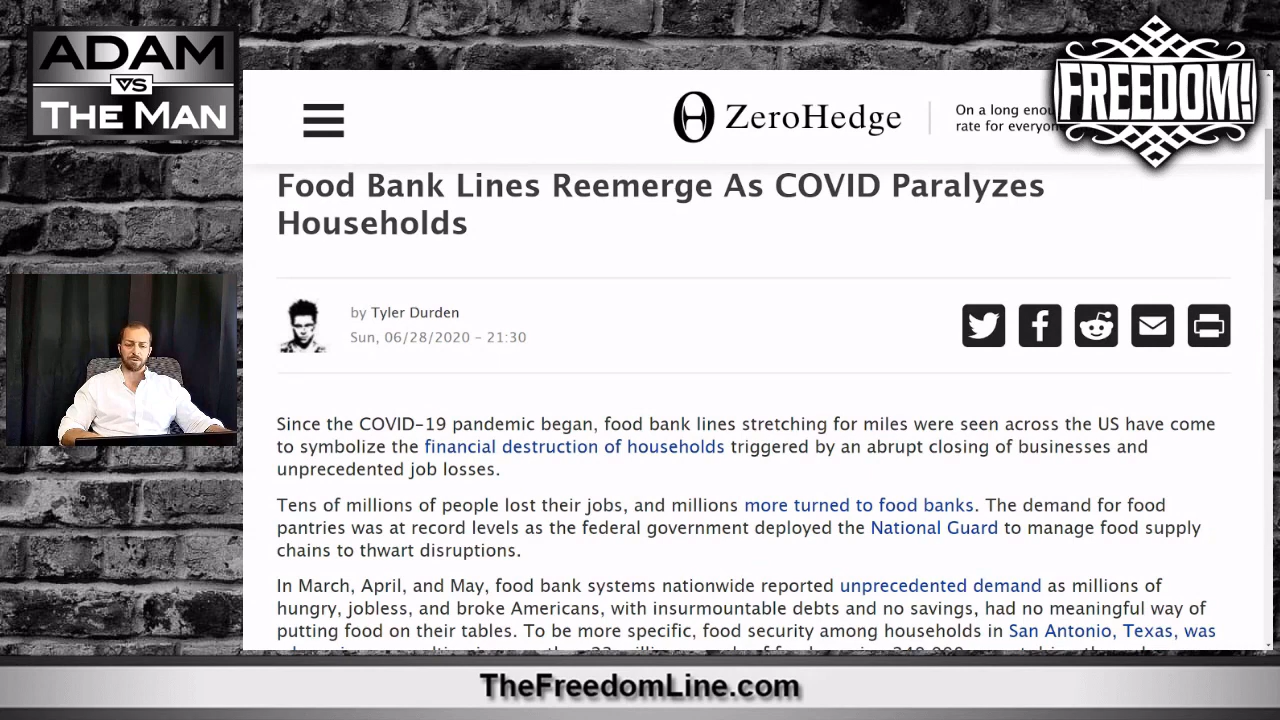 ADAM
VS
THE MAN
FREEDOM!
ZeroHedge
On a long enou
rate for everyon
Food Bank Lines Reemerge As COVID Paralyzes
Households
by Tyler Durden
Sun, 06/28/2020 – 21:30
Since the COVID-19 pandemic began, food bank lines stretching for miles were seen across the US have come
to symbolize the financial destruction of households triggered by an abrupt closing of businesses and
unprecedented job losses.
Tens of millions of people lost their jobs, and millions more turned to food banks. The demand for food
pantries was at record levels as the federal government deployed the National Guard to manage food supply
chains to thwart disruptions.
In March, April, and May, food bank systems nationwide reported unprecedented demand as millions of
hungry, jobless, and broke Americans, with insurmountable debts and no savings, had no meaningful way of
putting food on their tables. To be more specific, food security among households in San Antonio, Texas, was
TheFreedomLine.com